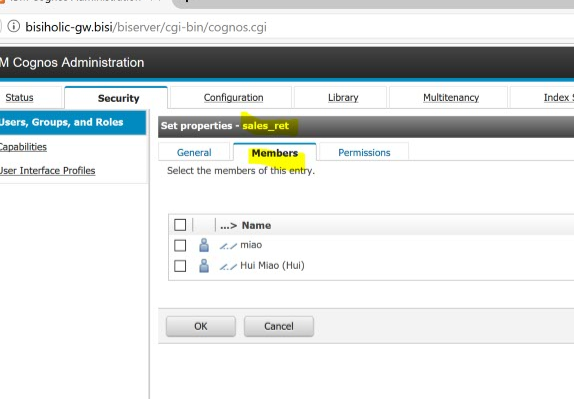 bisiholic-gw.bisi/biserver/cgi-bin/cognos.cgi
M Cognos Administration
Status Security Configuration Library Multitenancy Index
Users, Groups, and Roles
Capabilities
User Interface Profiles
Set properties - sales_ret
General Members Permissions
Select the members of this entry.
...> Name
miao
Hui Miao (Hui)
OK Cancel